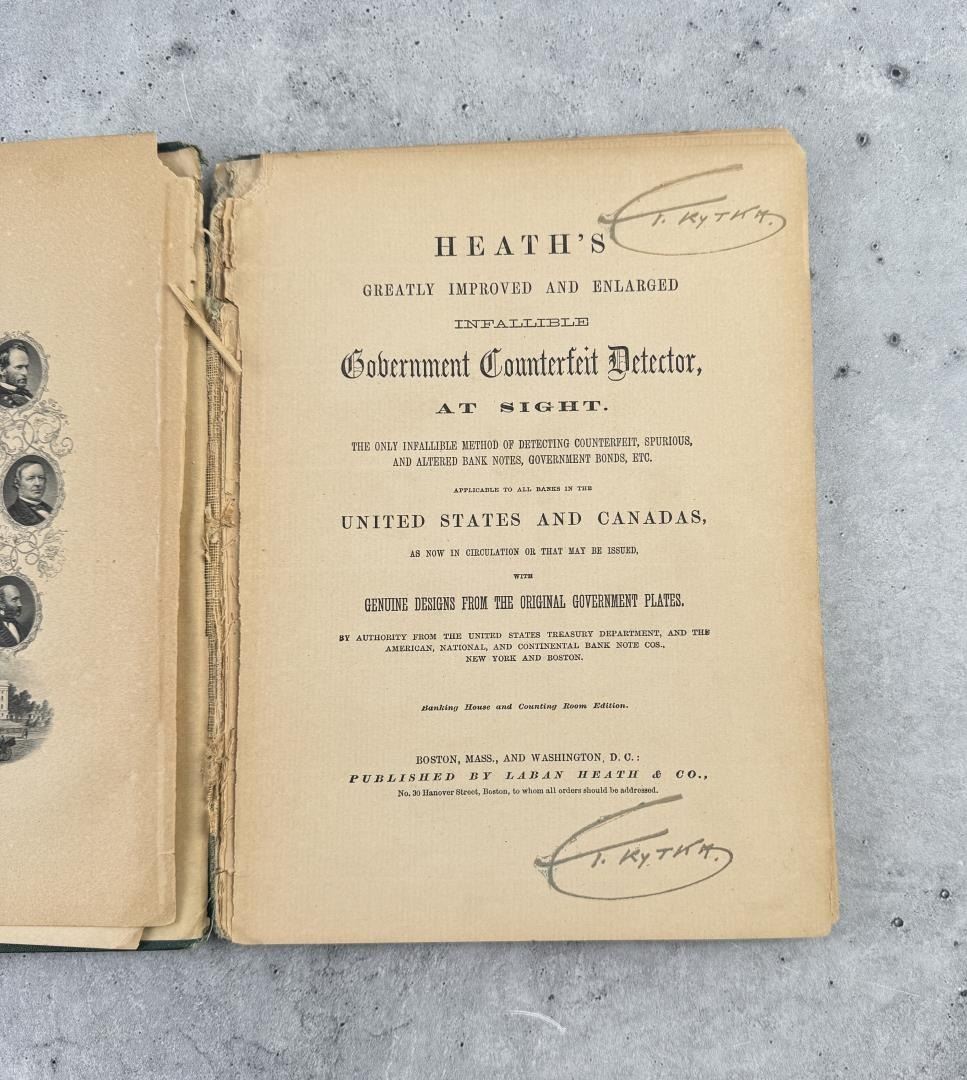 T. KYTKA.
HEATH'S
GREATLY IMPROVED AND ENLARGED
INFALLIBLE
Government Counterfeit Detector,
AT SIGHT.
THE ONLY INFALLIBLE METHOD OF DETECTING COUNTERFEIT, SPURIOUS,
AND ALTERED BANK NOTES, GOVERNMENT BONDS, ETC.
APPLICABLE TO ALL BANKS IN THE
UNITED STATES AND CANADAS,
AS NOW IN CIRCULATION OR THAT MAY BE ISSUED,
WITH
GENUINE DESIGNS FROM THE ORIGINAL GOVERNMENT PLATES.
BY AUTHORITY FROM THE UNITED STATES TREASURY DEPARTMENT, AND THE
AMERICAN, NATIONAL, AND CONTINENTAL BANK NOTE COS.,
NEW YORK AND BOSTON.
Banking House and Counting Room Edition.
BOSTON, MASS., AND WASHINGTON, D. C.:
PUBLISHED BY LABAN HEATH & CO.,
No. 30 Hanover Street, Boston, to whom all orders should be addressed.
T. KYTKA.